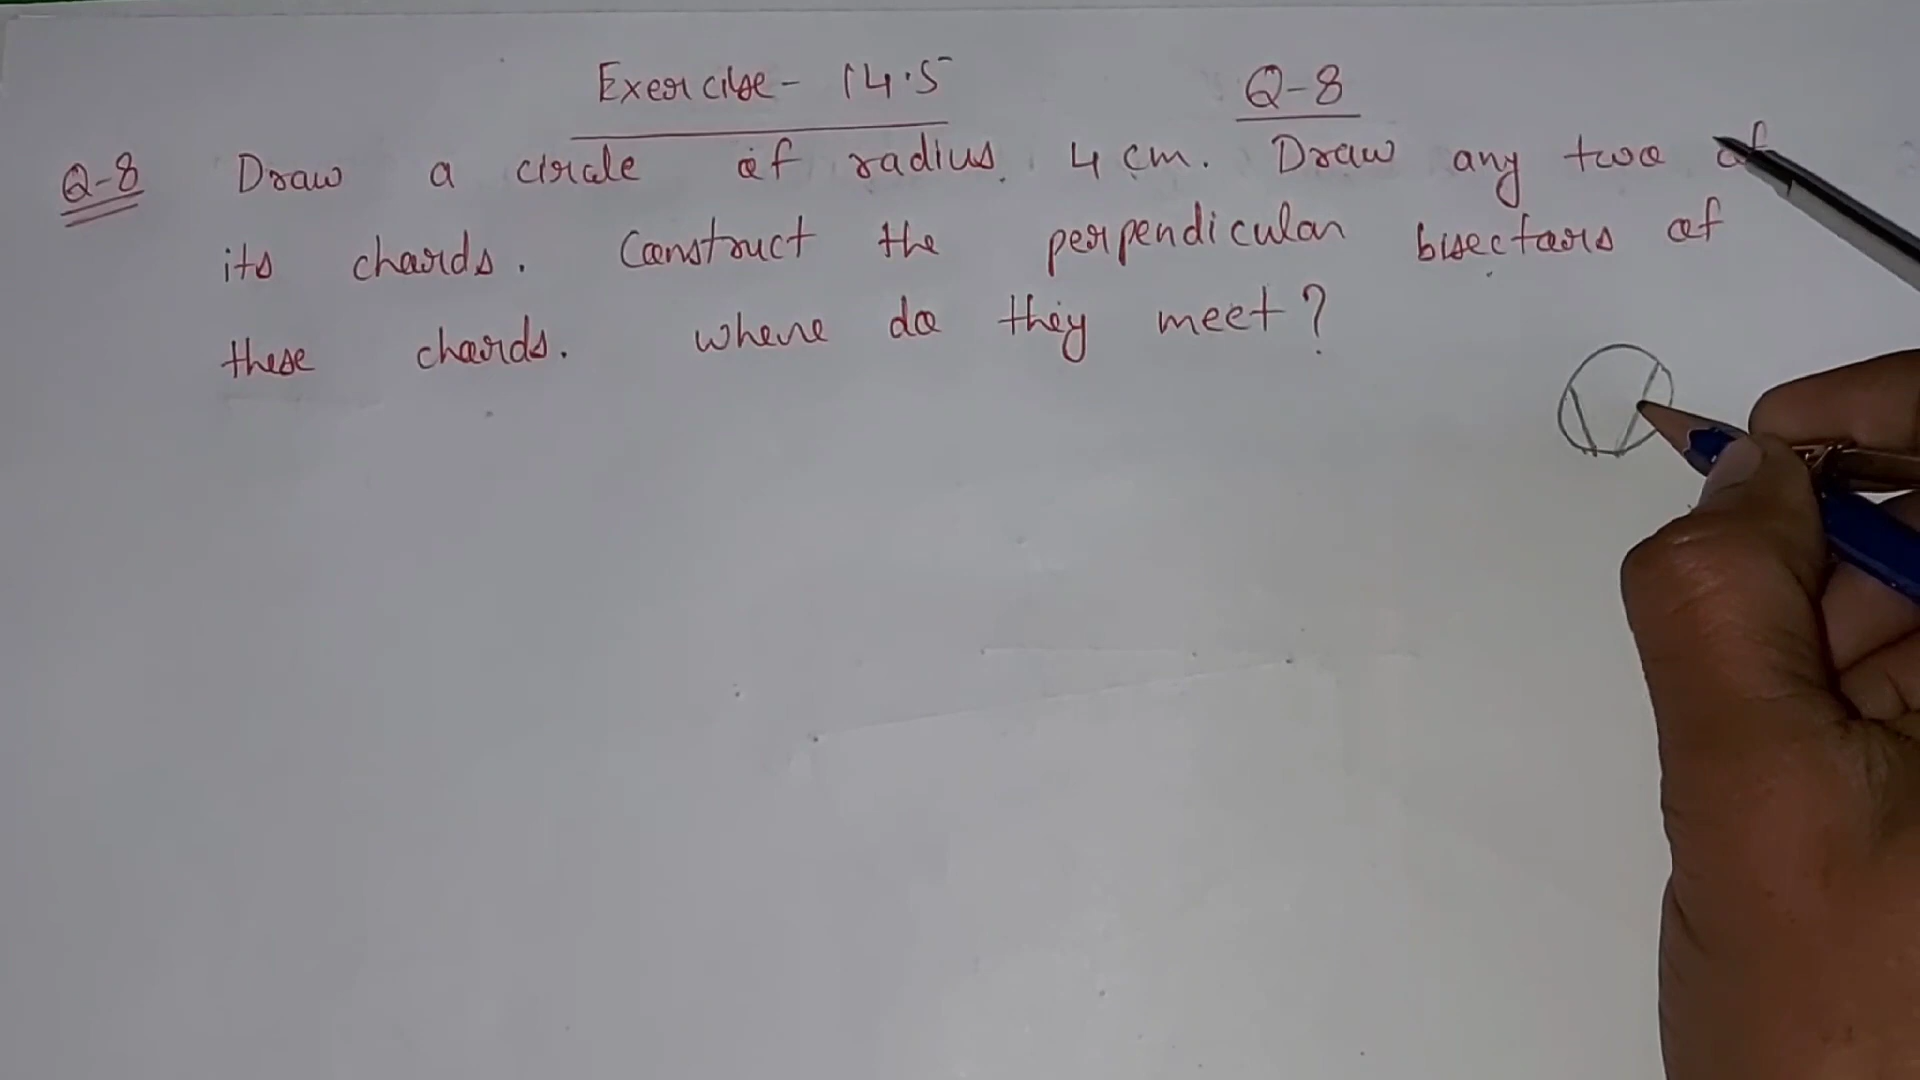 Exercise - 14.5 Q-8
Q-8 Draw a circle of radius 4 cm. Draw any two of
its chords. Construct the perpendicular bisectors of
these chords. where do they meet?